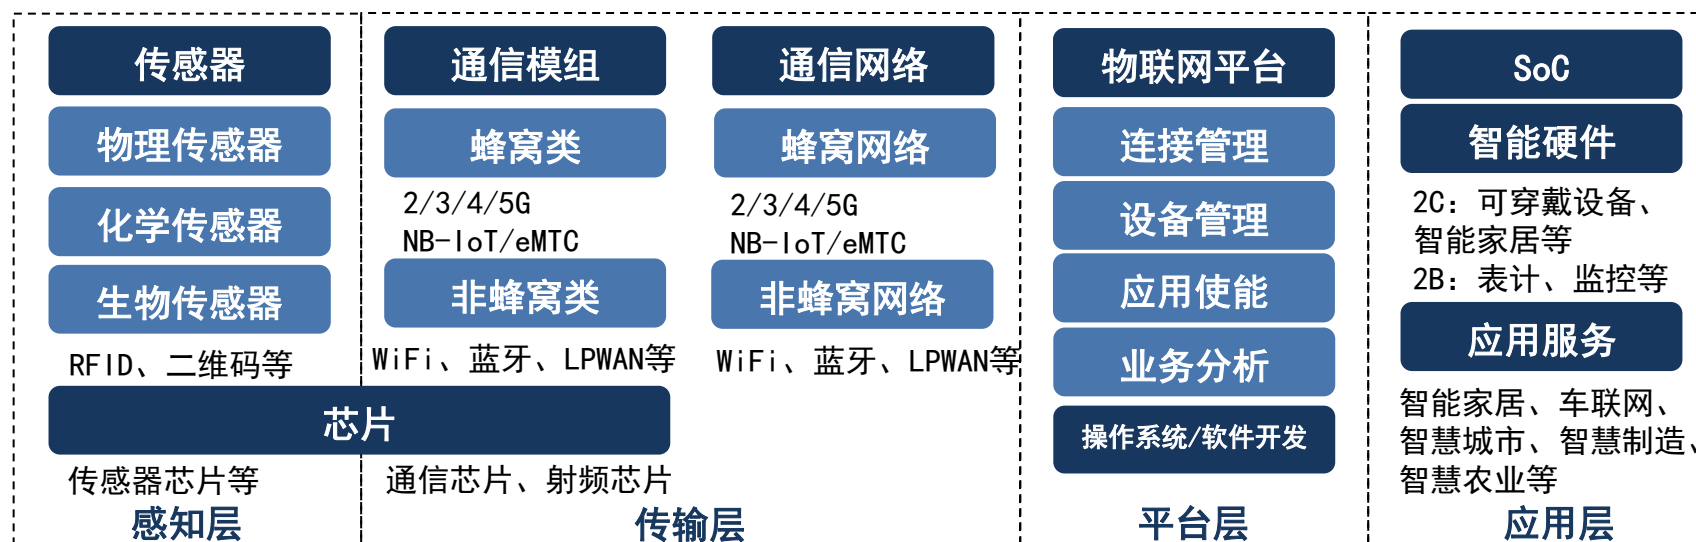 传感器
物理传感器
化学传感器
生物传感器
RFID、二维码等
通信模组
蜂窝类
2/3/4/5G
NB-IoT/eMTC
非蜂窝类
WiFi、蓝牙、LPWAN等
通信网络
蜂窝网络
2/3/4/5G
NB-IoT/eMTC
非蜂窝网络
WiFi、蓝牙、LPWAN等
芯片
传感器芯片等
通信芯片、射频芯片
感知层
传输层
物联网平台
连接管理
设备管理
应用使能
业务分析
操作系统/软件开发
平台层
SoC
智能硬件
2C: 可穿戴设备、
智能家居等
2B: 表计、监控等
应用服务
智能家居、车联网、
智慧城市、智慧制造、
智慧农业等
应用层